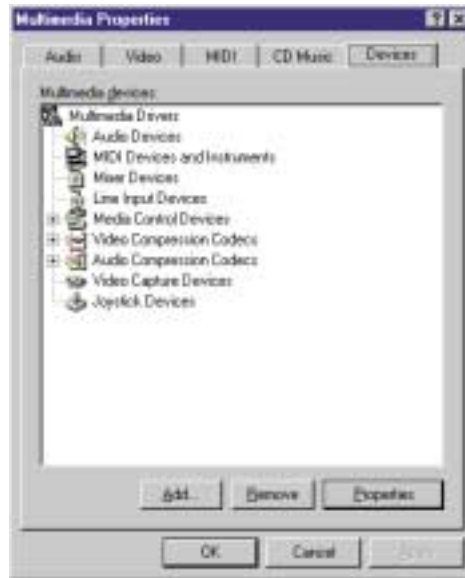 Multimedia Properties
Audio Video MIDI CD Music Devices
Multimedia devices:
Multimedia Drivers
Audio Devices
MIDI Devices and Instruments
Mixer Devices
Line Input Devices
Media Control Devices
Video Compression Codecs
Audio Compression Codecs
Video Capture Devices
Joystick Devices
Add... Remove Properties
OK Cancel Apply